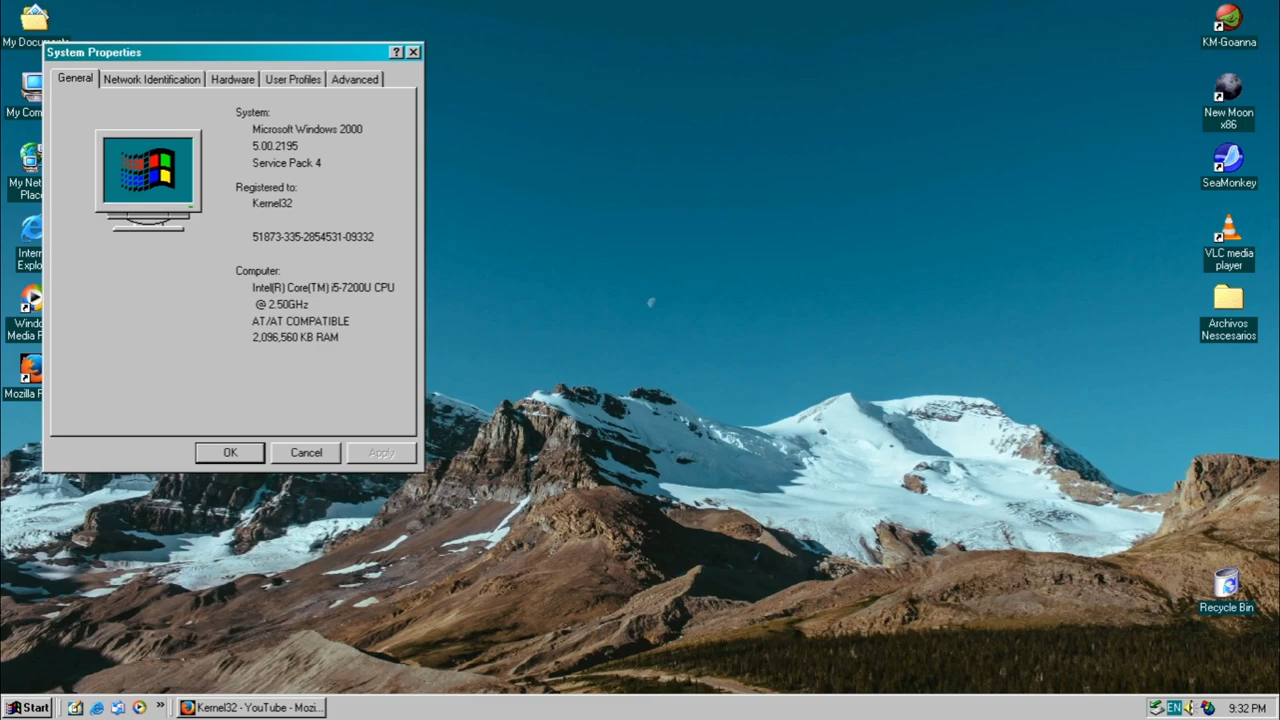 My Docum
System Properties
General
Network Identification
Hardware
User Profiles
Advanced
System:
Microsoft Windows 2000
5.00.2195
Service Pack 4
Registered to:
Kernel32
51873-335-2854531-09332
Computer:
Intel(R) Core(TM) i5-7200U CPU
@ 2.50GHz
AT/AT COMPATIBLE
2,096,560 KB RAM
OK
Cancel
Apply
My Com
My Net
Place
Intern
Explo
Windo
Media P
Mozilla F
KM-Goanna
New Moon
x86
SeaMonkey
VLC media
player
Archivos
Nescesarios
Recycle Bin
Start
Kernel32 - YouTube - Mozi...
EN
9:32 PM